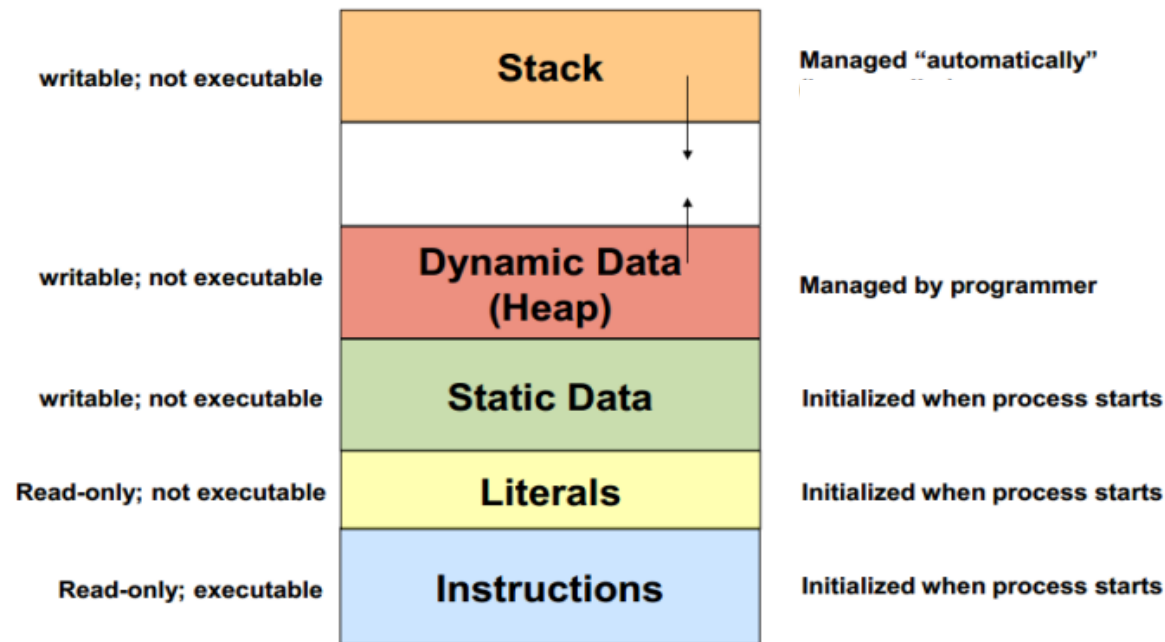 writable; not executable
Stack
Managed “automatically”
writable; not executable
Dynamic Data
(Heap)
Managed by programmer
writable; not executable
Static Data
Initialized when process starts
Read-only; not executable
Literals
Initialized when process starts
Read-only; executable
Instructions
Initialized when process starts